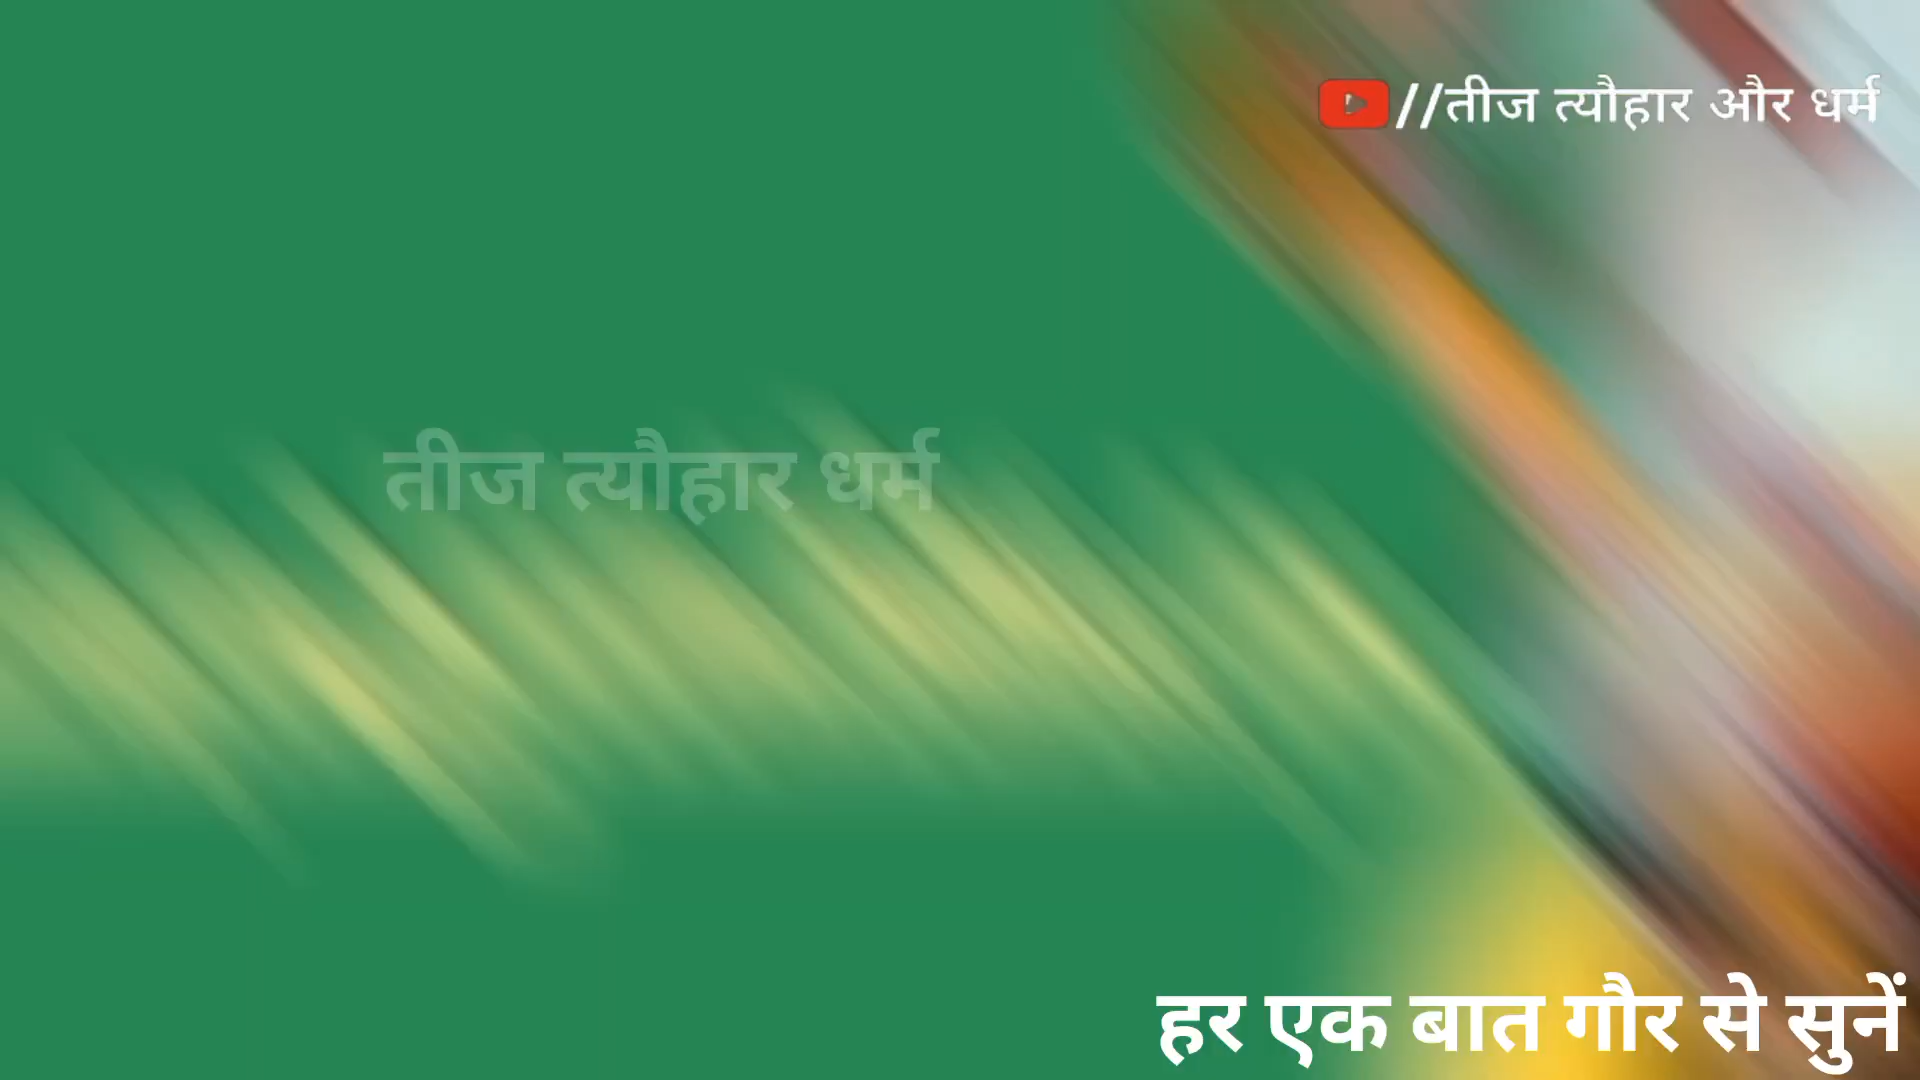 //तीज त्यौहार और धर्म
तीज त्यौहार धर्म
हर एक बात गौर से सुनें